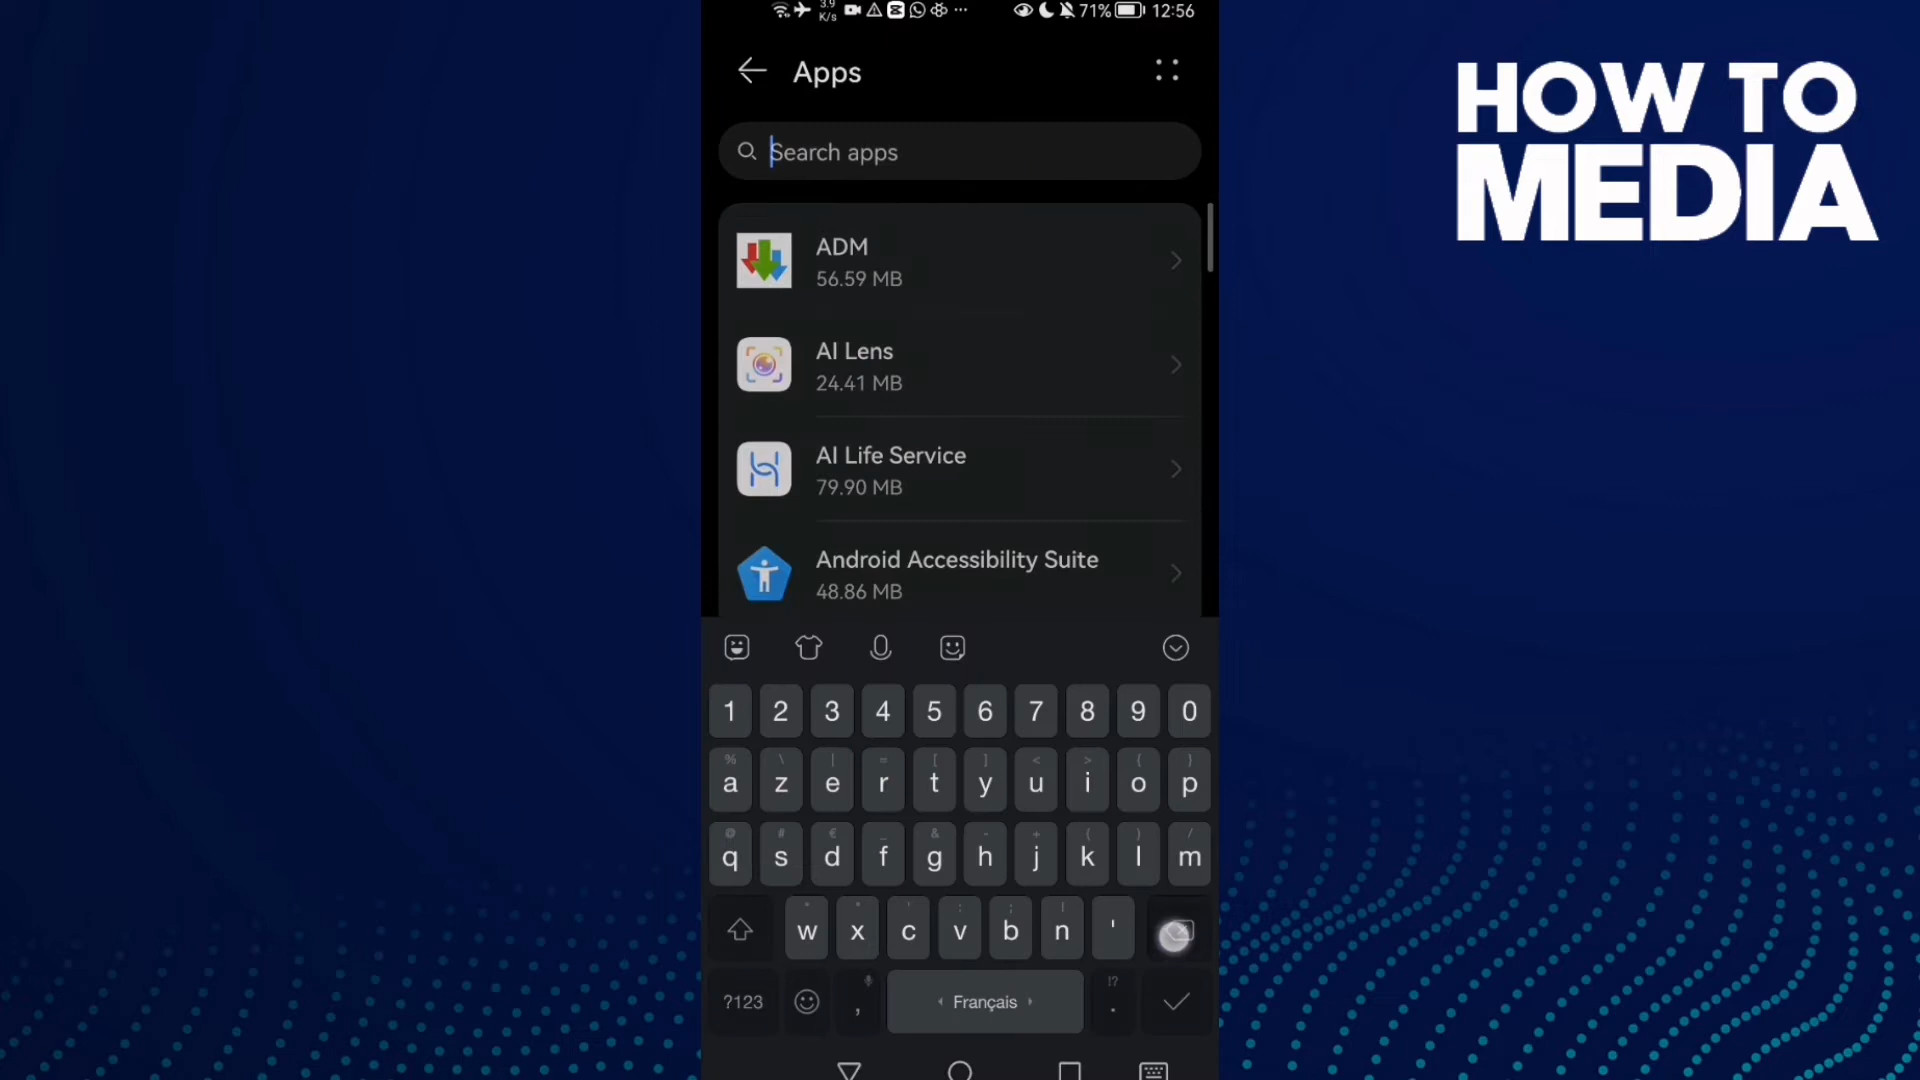 3.9
K/s
71% 12:56
Apps
HOW TO
MEDIA
Search apps
ADM
56.59 MB
AI Lens
24.41 MB
AI Life Service
79.90 MB
Android Accessibility Suite
48.86 MB
1 2 3 4 5 6 7 8 9 0
% \ | = [ ] < > { }
a z e r t y u i o p
@ # € _ & - + ( ) /
q s d f g h j k l m
w x c v b n '
!?
?123 , Français .